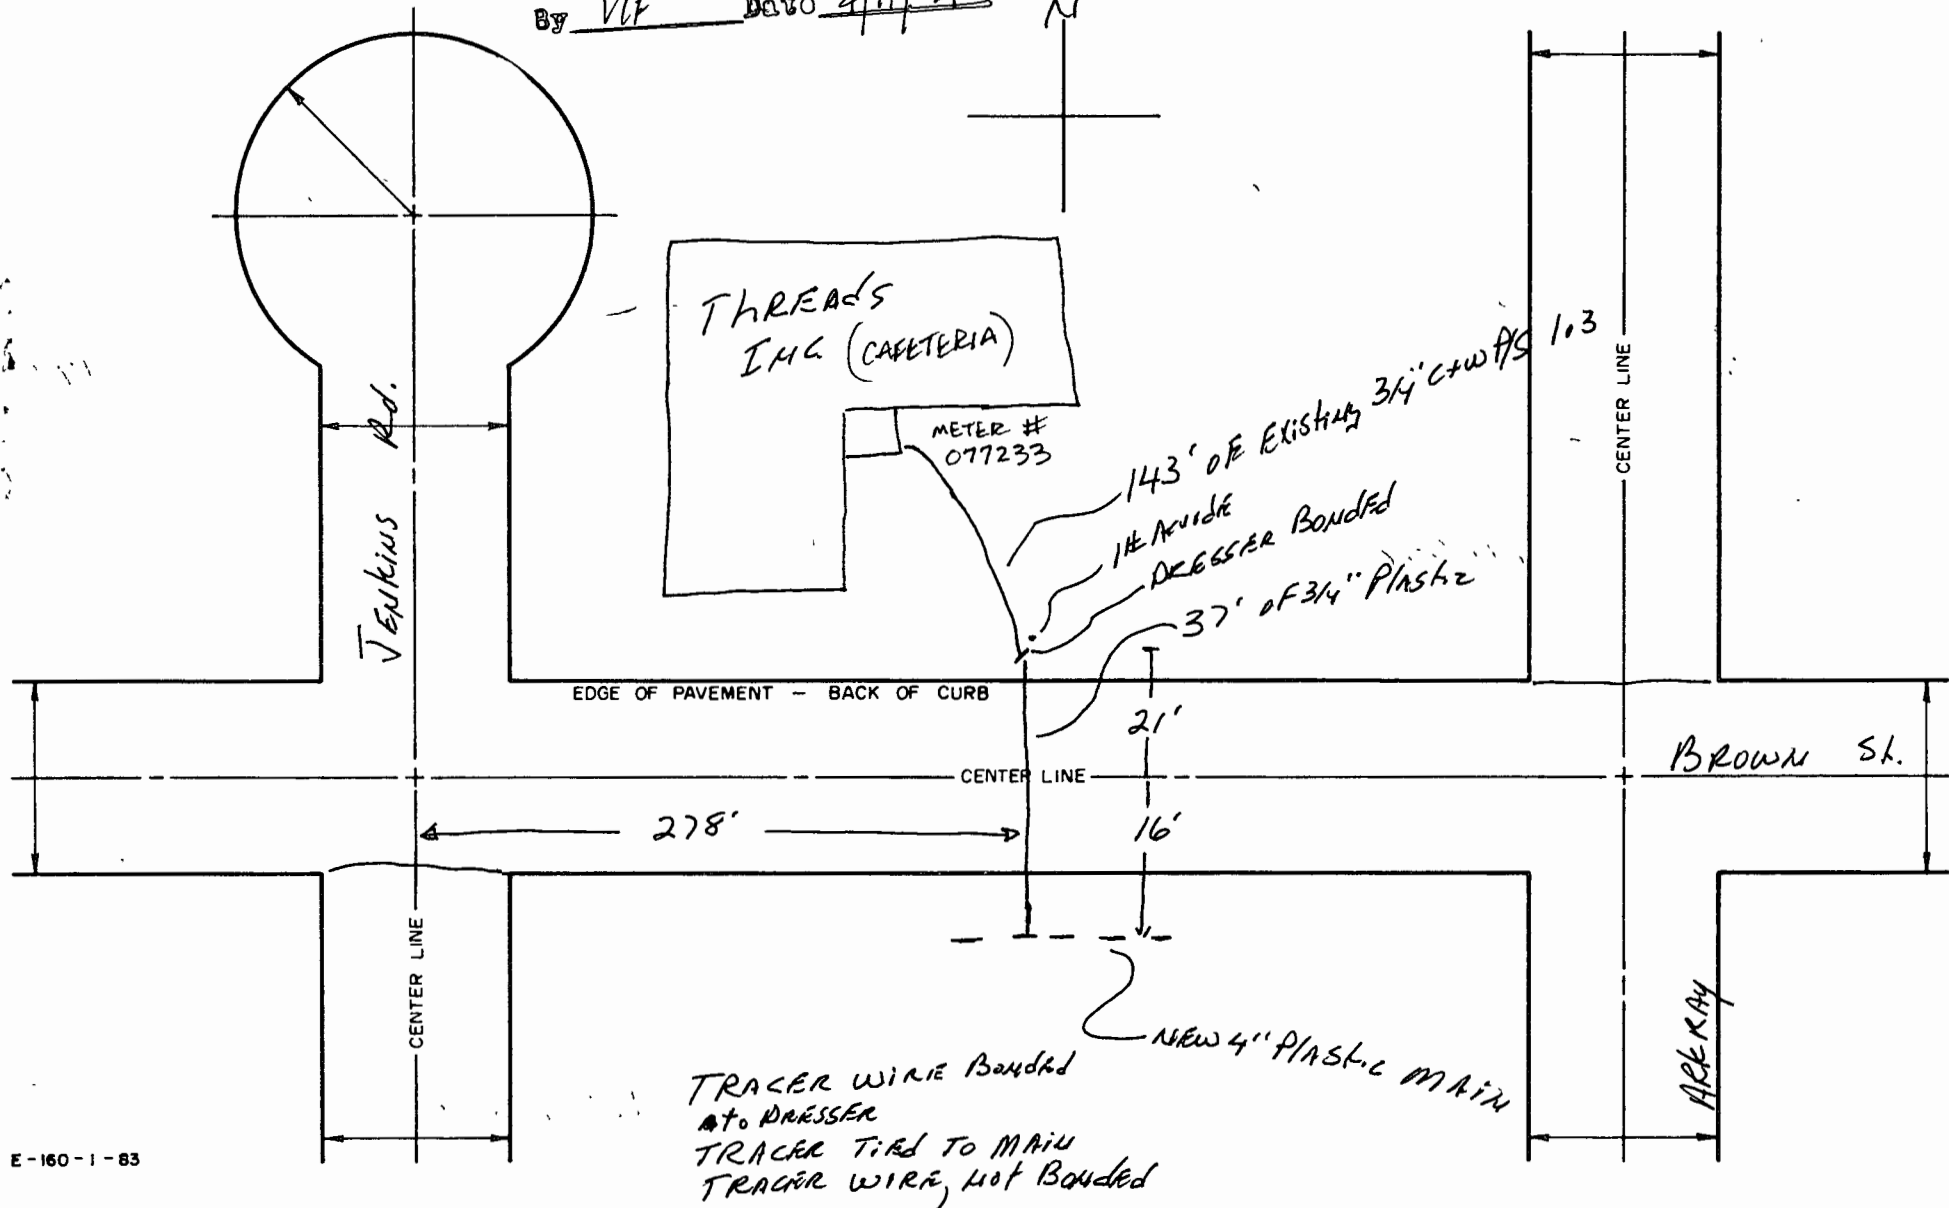 By Date
N
THREADS
INC. (CAFETERIA)
METER #
077233
143' of Existing 3/4" C+W P/S 1.3
1# Anode
DRESSER Bonded
37' of 3/4" Plastic
Jenkins Rd.
EDGE OF PAVEMENT – BACK OF CURB
21'
CENTER LINE
CENTER LINE
BROWN St.
278'
16'
CENTER LINE
NEW 4" Plastic MAIN
ARKRAY
TRACER WIRE Bonded
to DRESSER
TRACER TiEd TO MAiN
TRACER WIRE, Not Bonded
E-160-1-83